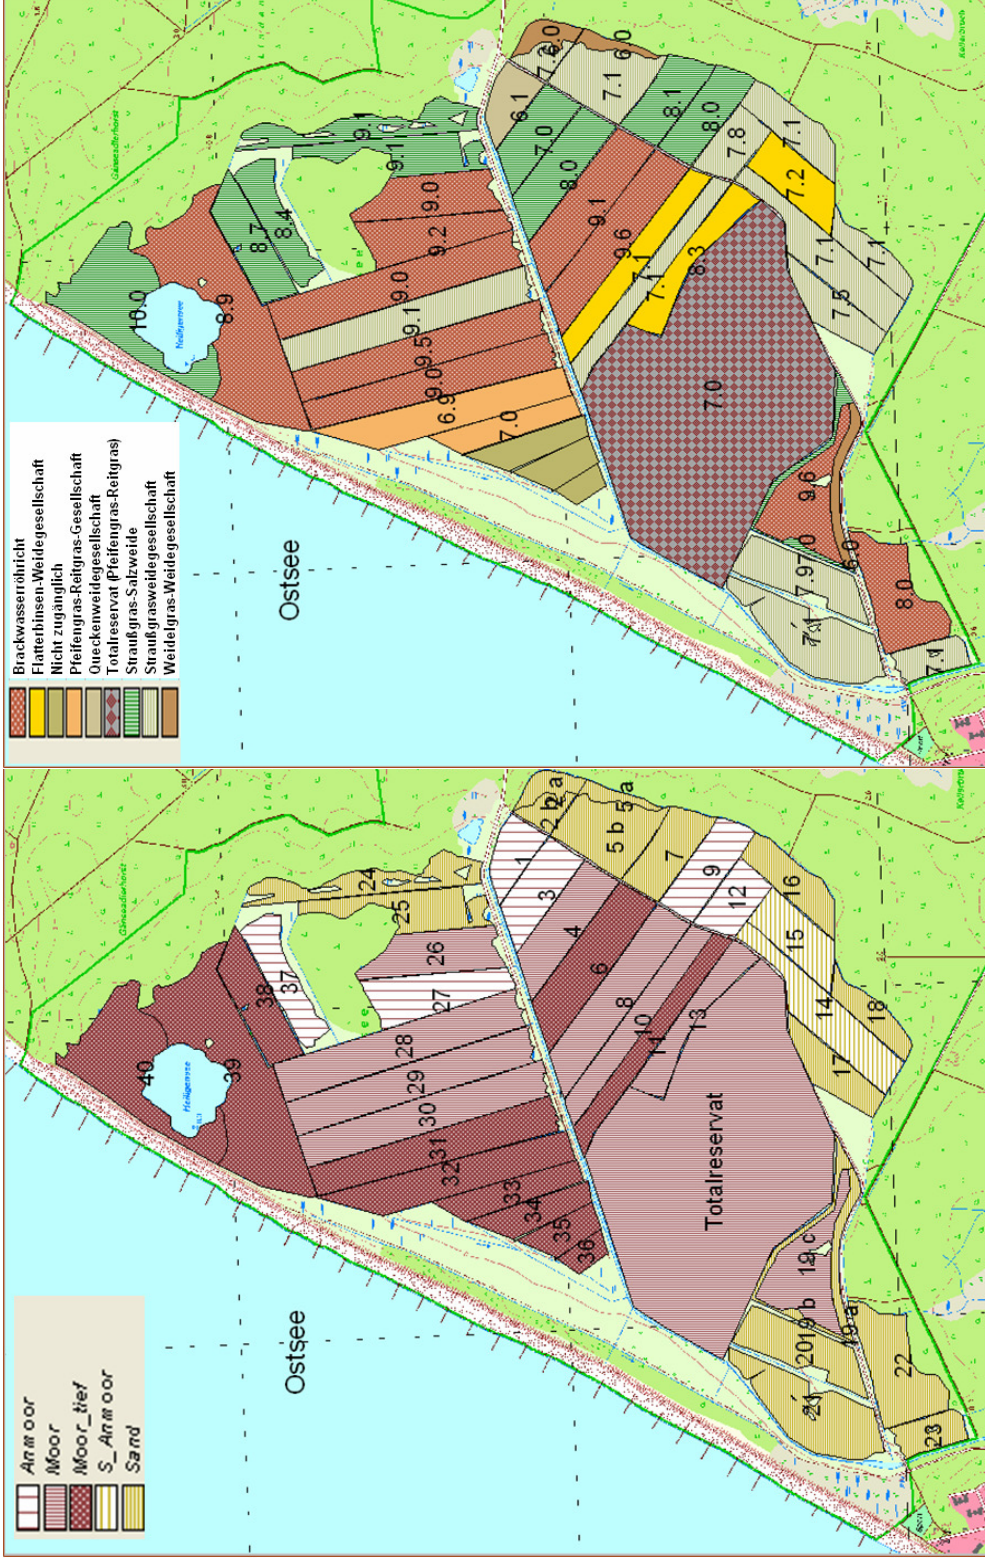 Brackwasserröhricht
Flatterbinsen-Weidegesellschaft
Nicht zugänglich
Pfeifengras-Reitgras-Gesellschaft
Queckenweidegesellschaft
Totalreservat (Pfeifengras-Reitgras)
Straußgras-Salzweide
Straußgrasweidegesellschaft
Weidelgras-Weidegesellschaft
Ostsee
Gänseadlerhorst
Heiligensee
10.0
8.9
8.7
8.4
9.1
9.1
9.0
9.2
9.0
9.1
9.5
9.0
6.9
7.0
6.1
7.2
6.0
6.0
7.1
7.0
8.0
8.1
8.0
9.1
7.8
7.1
7.2
9.6
7.1
7.1
8.3
7.1
7.1
7.5
7.0
9.6
7.0
7.9
7.1
6.0
8.0
7.1
Anmoor
Moor
Moor_tief
S_Anmoor
Sand
Ostsee
Gänseadlerhorst
Heiligensee
40
39
38
37
24
25
26
27
28
29
30
31
32
33
34
35
36
1
2 b
2 a
3
4
5 b
5 a
6
7
8
9
10
11
12
13
14
15
16
17
18
Totalreservat
19 c
19 b
19 a
20
21
22
23